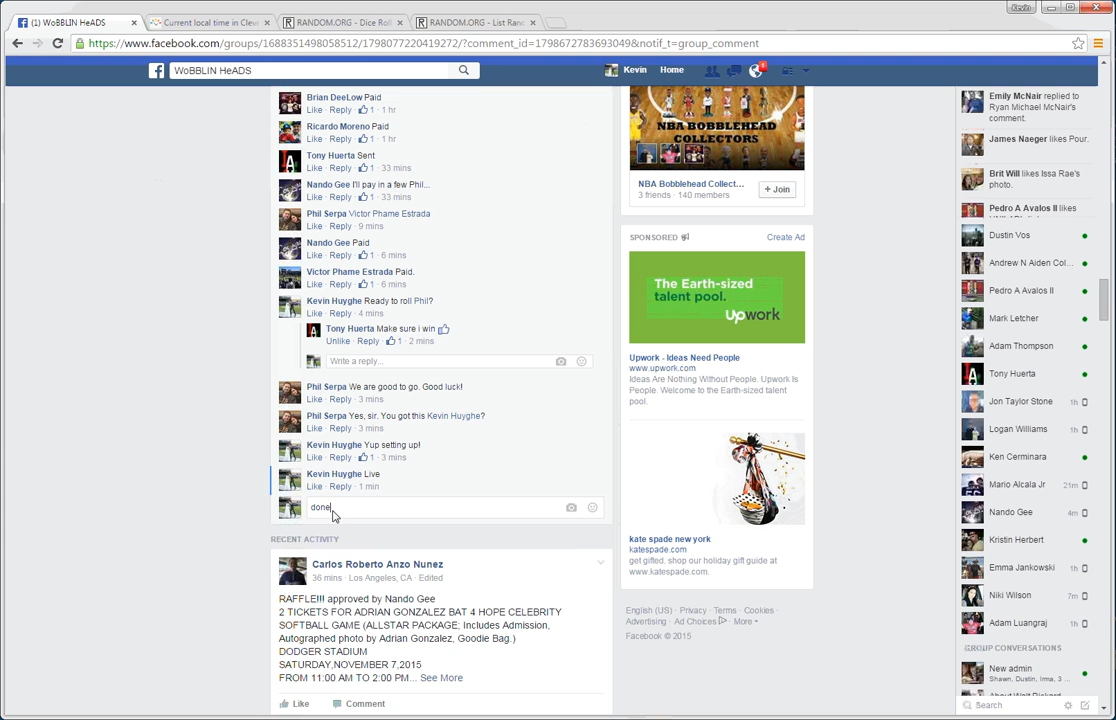 Kevin
(1) WoBBLIN HeADS
Current local time in Clev
RANDOM.ORG - Dice Roll
RANDOM.ORG - List Ran
https://www.facebook.com/groups/1688351498058512/1798077220419272/?comment_id=1798672783693049&notif_t=group_comment
WoBBLIN HeADS
Kevin
Home
1
Brian DeeLow Paid
Like · Reply · 1 · 1 hr
Ricardo Moreno Paid
Like · Reply · 1 · 1 hr
Tony Huerta Sent
Like · Reply · 1 · 33 mins
Nando Gee I'll pay in a few Phil...
Like · Reply · 1 · 33 mins
Phil Serpa Victor Phame Estrada
Like · Reply · 9 mins
Nando Gee Paid
Like · Reply · 1 · 6 mins
Victor Phame Estrada Paid.
Like · Reply · 1 · 6 mins
Kevin Huyghe Ready to roll Phil?
Like · Reply · 4 mins
Tony Huerta Make sure i win
Unlike · Reply · 1 · 2 mins
Write a reply...
Phil Serpa We are good to go. Good luck!
Like · Reply · 3 mins
Phil Serpa Yes, sir. You got this Kevin Huyghe?
Like · Reply · 3 mins
Kevin Huyghe Yup setting up!
Like · Reply · 1 · 3 mins
Kevin Huyghe Live
Like · Reply · 1 min
done
RECENT ACTIVITY
Carlos Roberto Anzo Nunez
36 mins · Los Angeles, CA · Edited
RAFFLE!!! approved by Nando Gee
2 TICKETS FOR ADRIAN GONZALEZ BAT 4 HOPE CELEBRITY
SOFTBALL GAME (ALLSTAR PACKAGE; Includes Admission,
Autographed photo by Adrian Gonzalez, Goodie Bag.)
DODGER STADIUM
SATURDAY,NOVEMBER 7,2015
FROM 11:00 AM TO 2:00 PM... See More
Like
Comment
NBA BOBBLEHEAD
COLLECTORS
NBA Bobblehead Collect...
3 friends · 140 members
+ Join
SPONSORED
Create Ad
The Earth-sized
talent pool.
Upwork
Upwork - Ideas Need People
www.upwork.com
Ideas Are Nothing Without People. Upwork Is
People. Welcome to the Earth-sized talent
pool.
kate spade new york
katespade.com
get gifted. shop our holiday gift guide at
www.katespade.com.
English (US) · Privacy · Terms · Cookies ·
Advertising · Ad Choices · More
Facebook © 2015
Emily McNair replied to
Ryan Michael McNair's
comment.
James Naeger likes Pour.
Brit Will likes Issa Rae's
photo.
Pedro A Avalos II likes
Dustin Vos
Andrew N Aiden Col...
Pedro A Avalos II
Mark Letcher
Adam Thompson
Tony Huerta
Jon Taylor Stone 1h
Logan Williams 1h
Ken Cerminara 1h
Mario Alcala Jr 21m
Nando Gee 4m
Kristin Herbert
Emma Jankowski 1h
Niki Wilson 7m
Adam Luangraj 1h
GROUP CONVERSATIONS
New admin
Shawn, Dustin, Irma, 3 ...
Search